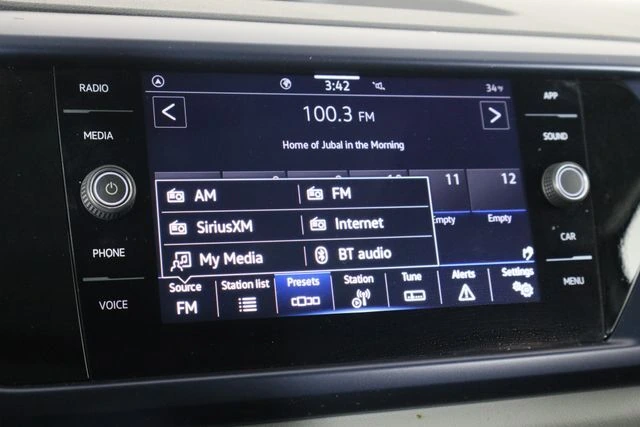 RADIO
MEDIA
PHONE
VOICE
3:42
34°F
100.3 FM
Home of Jubal in the Morning
11 12
Empty Empty
AM FM
SiriusXM Internet
My Media BT audio
Source Station list Presets Station Tune Alerts Settings
FM
APP
SOUND
CAR
MENU